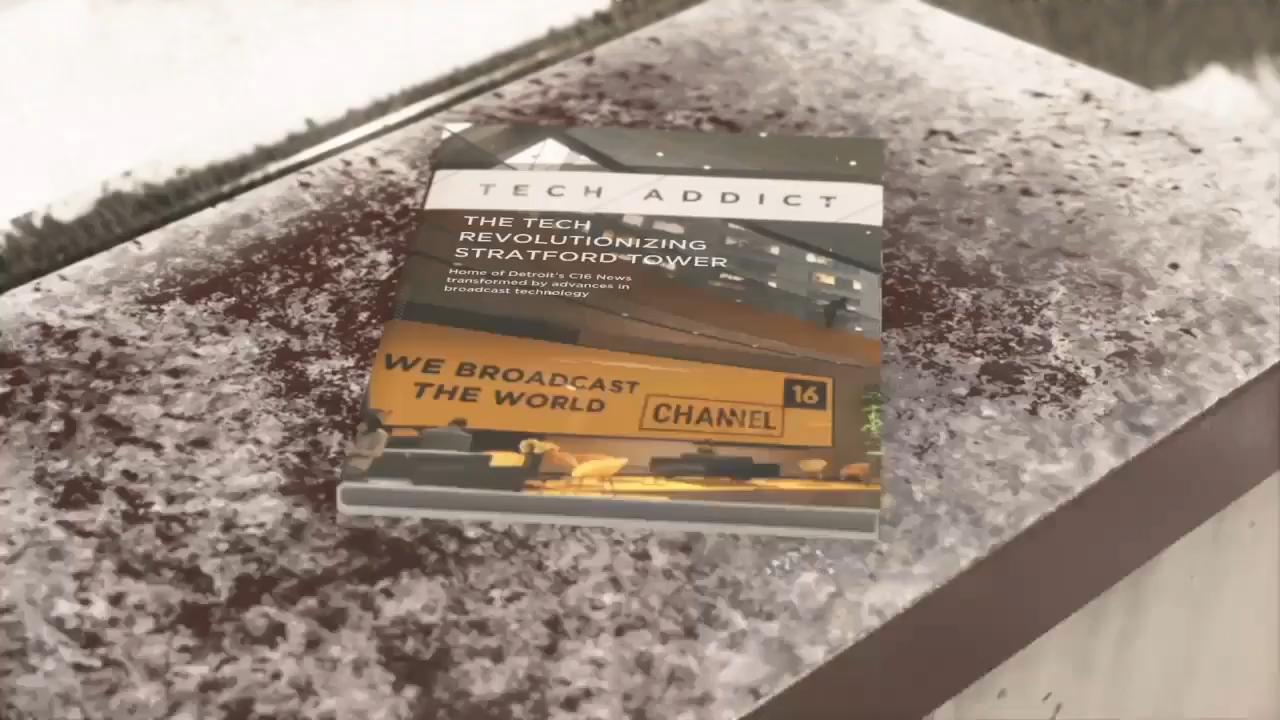 TECH ADDICT
THE TECH
REVOLUTIONIZING
STRATFORD TOWER
Home of Detroit's C16 News
transformed by advances in
broadcast technology
WE BROADCAST
THE WORLD
CHANNEL
16